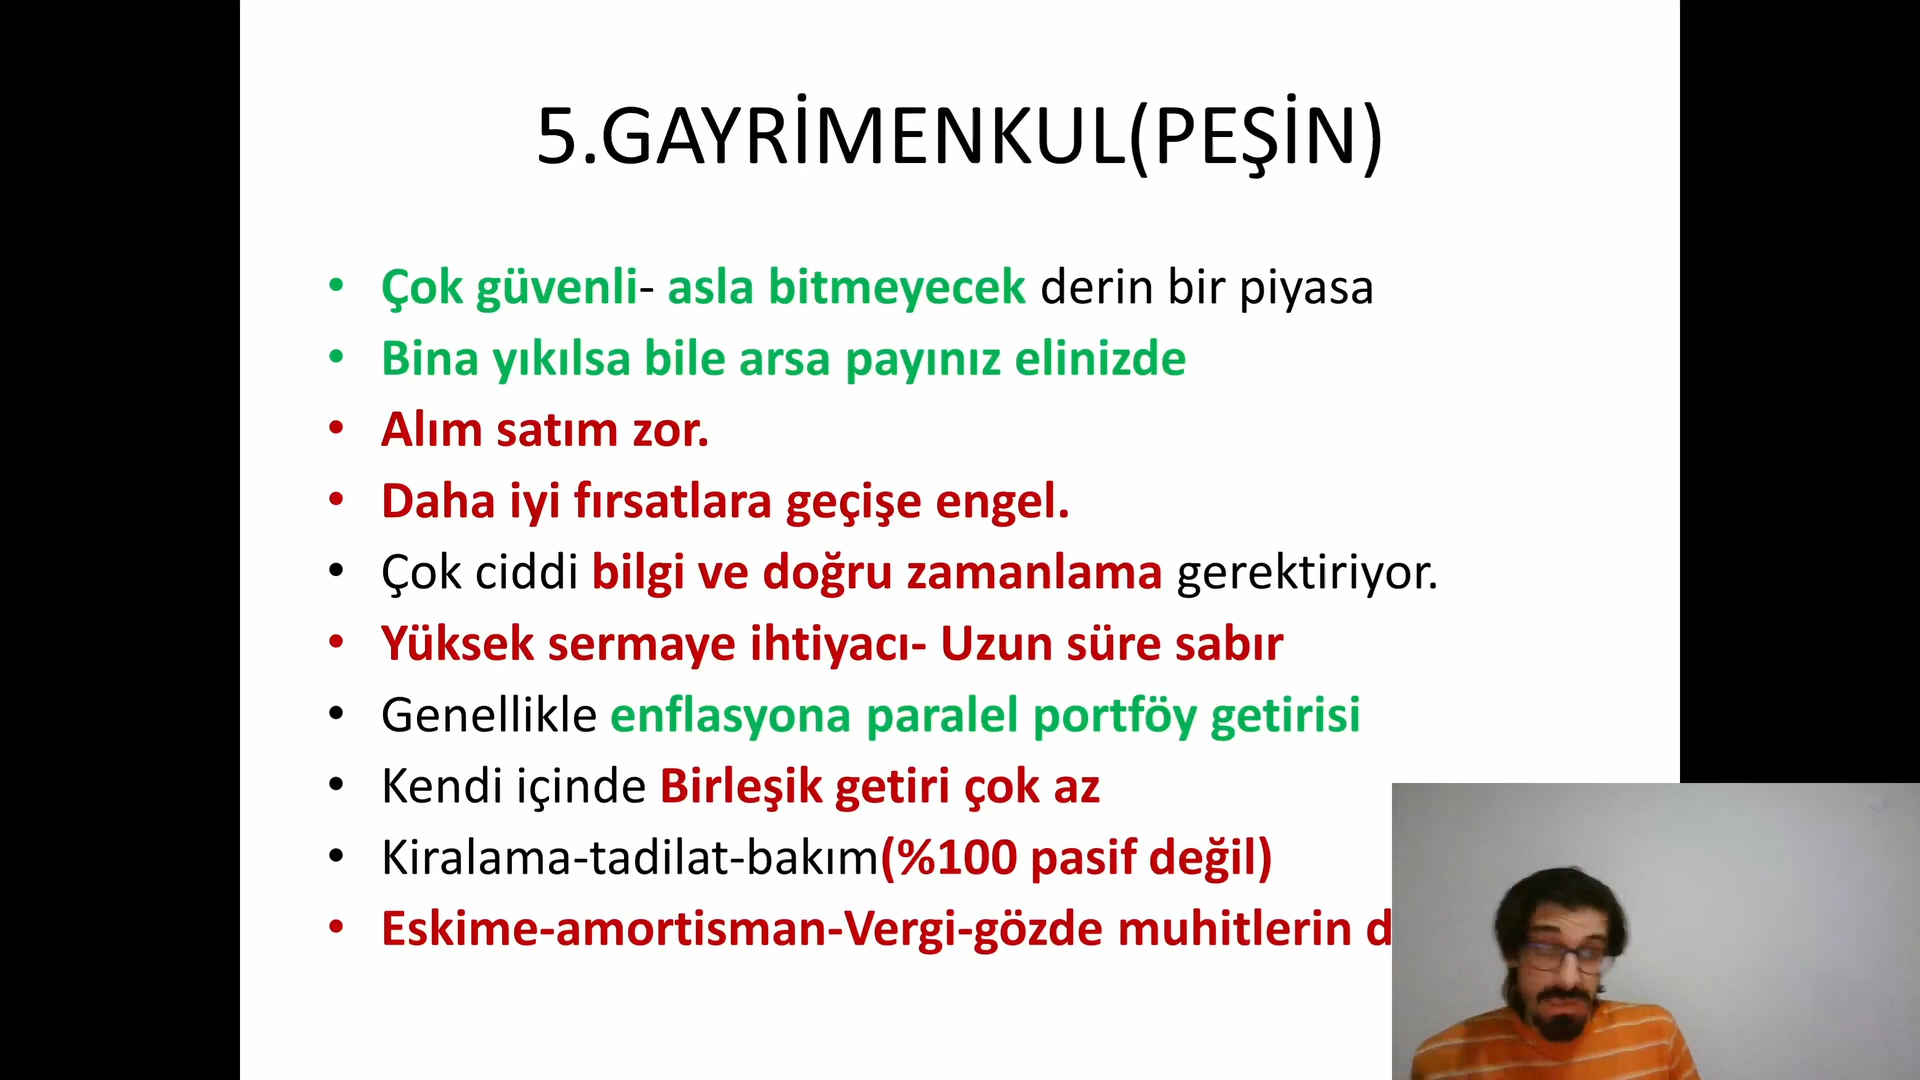 5.GAYRİMENKUL(PEŞİN)
• Çok güvenli- asla bitmeyecek derin bir piyasa
• Bina yıkılsa bile arsa payınız elinizde
• Alım satım zor.
• Daha iyi fırsatlara geçişe engel.
• Çok ciddi bilgi ve doğru zamanlama gerektiriyor.
• Yüksek sermaye ihtiyacı- Uzun süre sabır
• Genellikle enflasyona paralel portföy getirisi
• Kendi içinde Birleşik getiri çok az
• Kiralama-tadilat-bakım(%100 pasif değil)
• Eskime-amortisman-Vergi-gözde muhitlerin